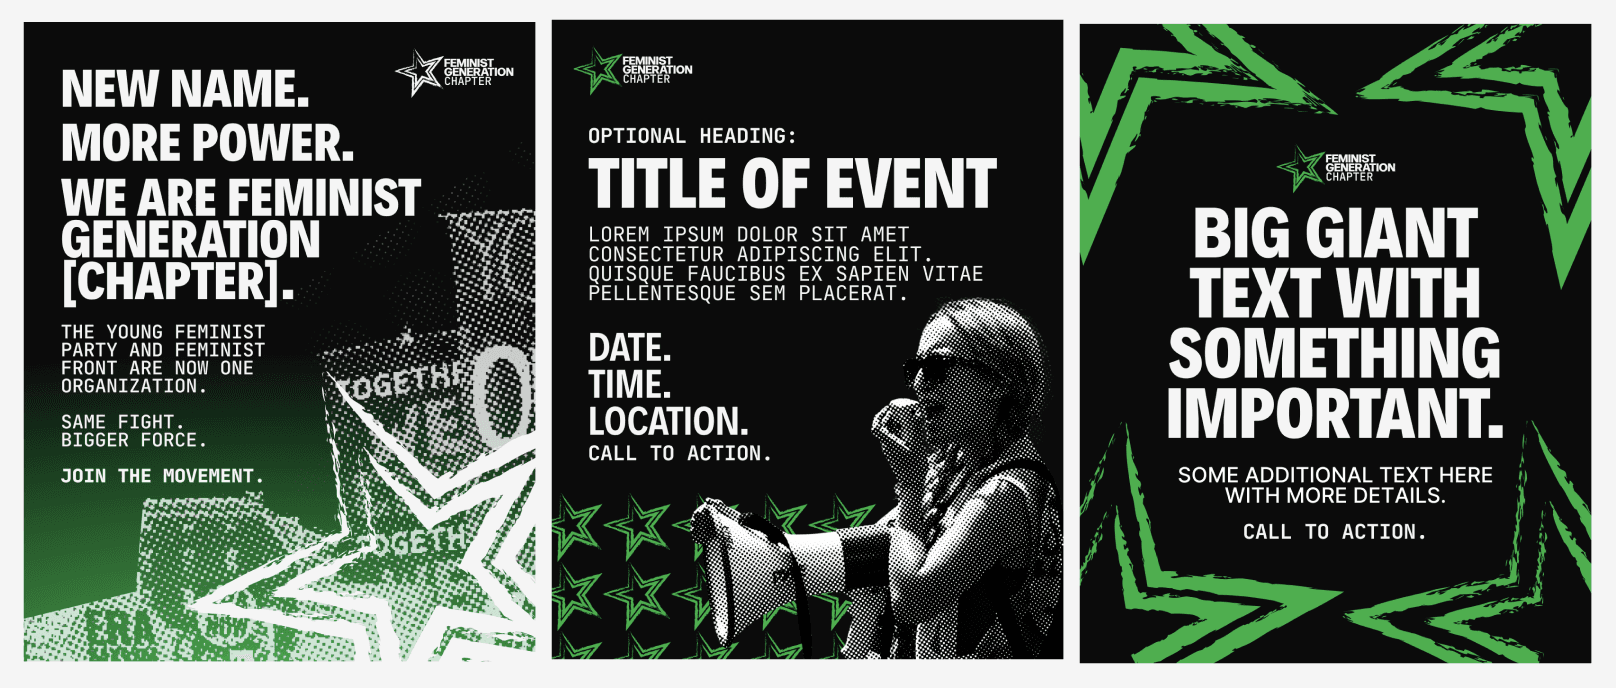 FEMINIST
GENERATION
CHAPTER
NEW NAME.
MORE POWER.
WE ARE FEMINIST
GENERATION
[CHAPTER].
THE YOUNG FEMINIST
PARTY AND FEMINIST
FRONT ARE NOW ONE
ORGANIZATION.
SAME FIGHT.
BIGGER FORCE.
JOIN THE MOVEMENT.
YO
TOGETHE
WE
OGETH
ERA
FEMINIST
GENERATION
CHAPTER
OPTIONAL HEADING:
TITLE OF EVENT
LOREM IPSUM DOLOR SIT AMET
CONSECTETUR ADIPISCING ELIT.
QUISQUE FAUCIBUS EX SAPIEN VITAE
PELLENTESQUE SEM PLACERAT.
DATE.
TIME.
LOCATION.
CALL TO ACTION.
FEMINIST
GENERATION
CHAPTER
BIG GIANT
TEXT WITH
SOMETHING
IMPORTANT.
SOME ADDITIONAL TEXT HERE
WITH MORE DETAILS.
CALL TO ACTION.